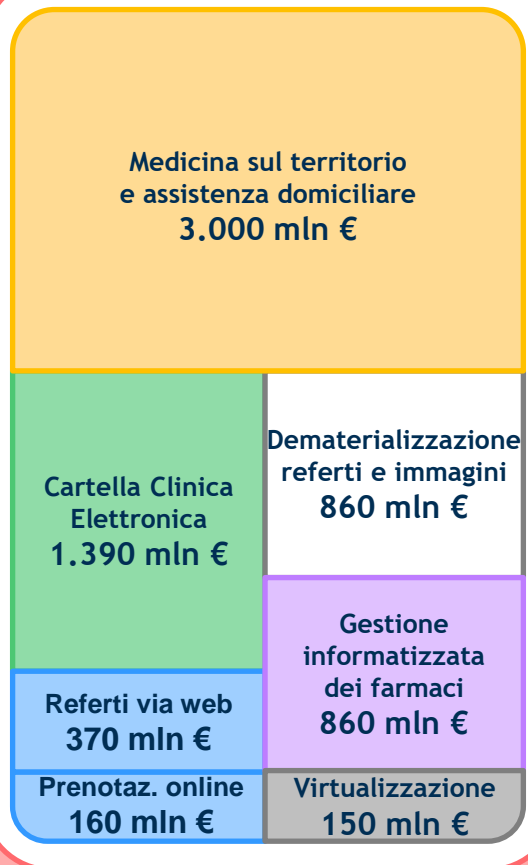 Medicina sul territorio
e assistenza domiciliare
3.000 mln €
Cartella Clinica
Elettronica
1.390 mln €
Dematerializzazione
referti e immagini
860 mln €
Gestione
informatizzata
dei farmaci
860 mln €
Referti via web
370 mln €
Prenotaz. online
160 mln €
Virtualizzazione
150 mln €